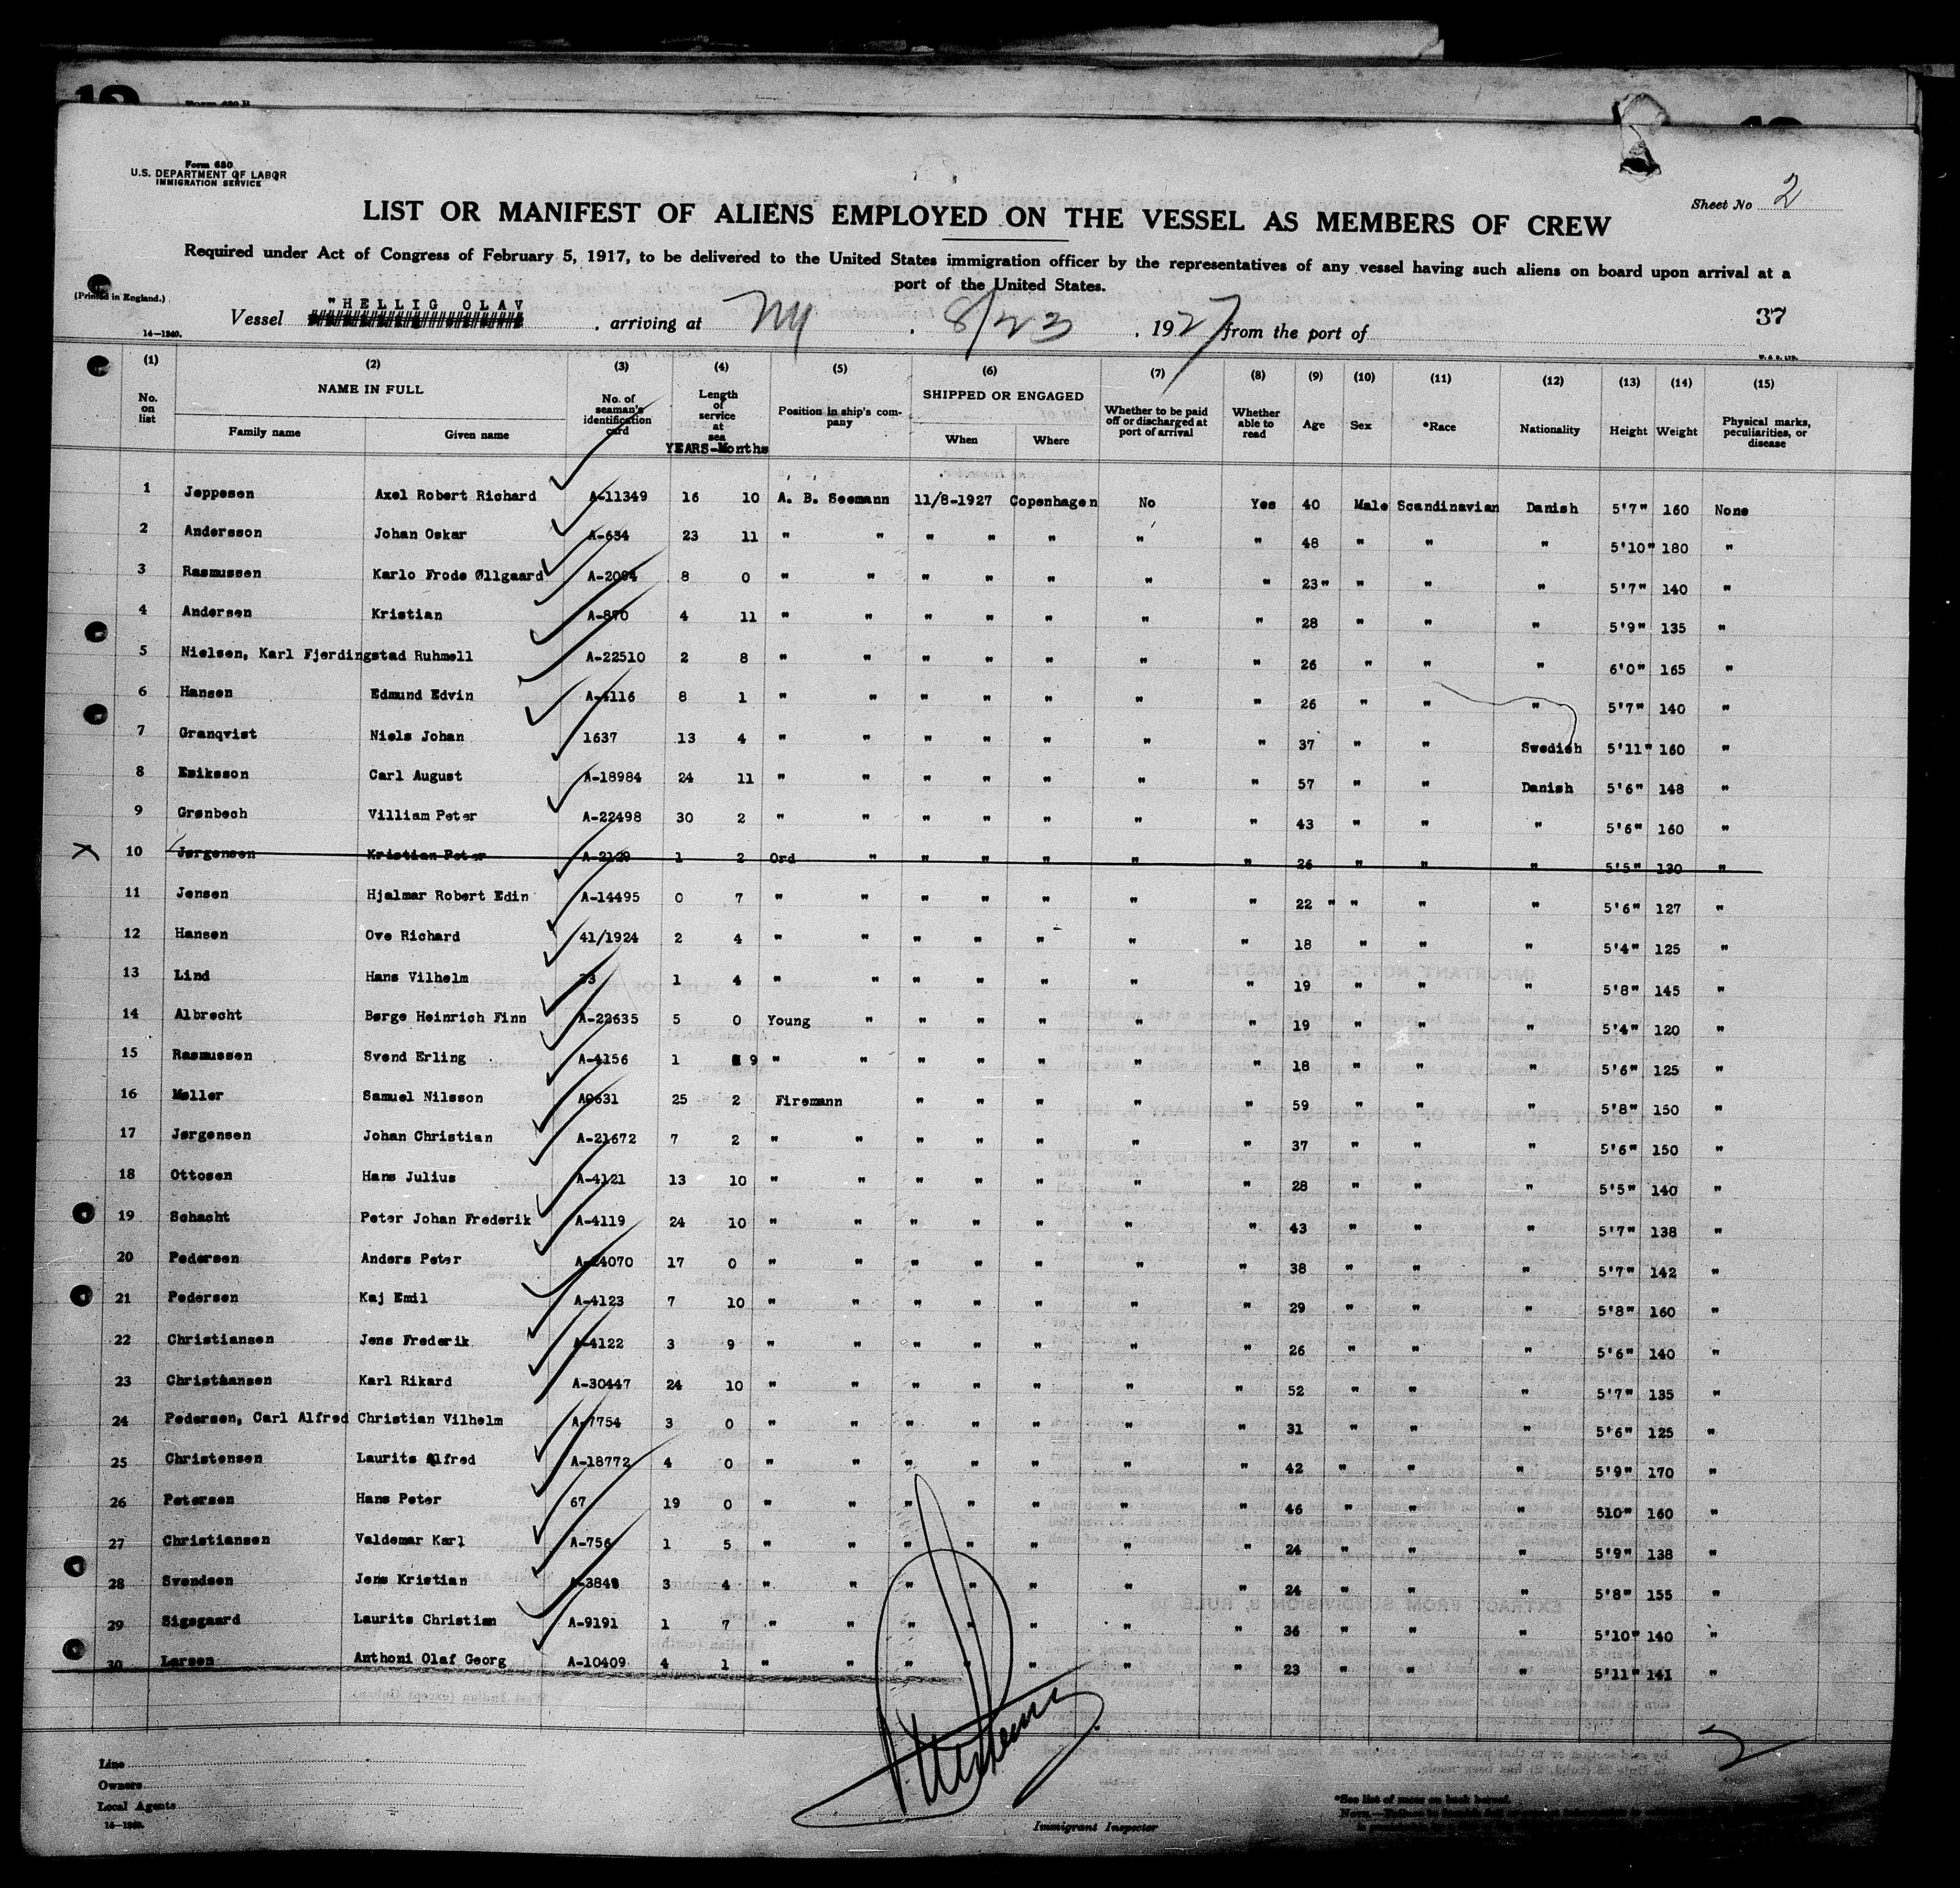 Form 680
U.S. DEPARTMENT OF LABOR
IMMIGRATION SERVICE
Sheet No 2
LIST OR MANIFEST OF ALIENS EMPLOYED ON THE VESSEL AS MEMBERS OF CREW
Required under Act of Congress of February 5, 1917, to be delivered to the United States immigration officer by the representatives of any vessel having such aliens on board upon arrival at a
port of the United States.
(Printed in England.)
14—1240.
Vessel "HELLIG OLAV , arriving at NY , 8/23 , 1927 from the port of
37
W. & S. LTD.
(1) (2) (3) (4) (5) (6) (7) (8) (9) (10) (11) (12) (13) (14) (15)
No. on list NAME IN FULL Family name Given name No. of seaman's identification card Length of service at sea YEARS-Months Position in ship's company SHIPPED OR ENGAGED When Where Whether to be paid off or discharged at port of arrival Whether able to read Age Sex *Race Nationality Height Weight Physical marks, peculiarities, or disease
1 Jeppesen Axel Robert Richard A-11349 16 10 A. B. Seemann 11/8-1927 Copenhagen No Yes 40 Male Scandinavian Danish 5'7" 160 None
2 Andersson Johan Oskar A-634 23 11 " " " " " " " 48 " " " 5'10" 180 "
3 Rasmussen Karlo Frode Øllgaard A-2084 8 0 " " " " " " " 23 " " " " 5'7" 140 "
4 Andersen Kristian A-870 4 11 " " " " " " " 28 " " " 5'9" 135 "
5 Nielsen, Karl Fjerdingstad Ruhmell A-22510 2 8 " " " " " " " 26 " " " 6'0" 165 "
6 Hansen Edmund Edvin A-4116 8 1 " " " " " " " 26 " " " 5'7" 140 "
7 Granqvist Niels Johan 1637 13 4 " " " " " " " 37 " " Swedish 5'11" 160 "
8 Eriksson Carl August A-18984 24 11 " " " " " " " 57 " " Danish 5'6" 148 "
9 Grønbech Villiam Peter A-22498 30 2 " " " " " " " 43 " " " 5'6" 160 "
10 Jørgensen Kristian Peter A-2129 1 2 Ord " " " " " " 26 " " " 5'5" 130 "
11 Jensen Hjalmar Robert Edin A-14495 0 7 " " " " " " " 22 " " " " 5'6" 127 "
12 Hansen Ove Richard 41/1924 2 4 " " " " " " " 18 " " " 5'4" 125 "
13 Lind Hans Vilhelm 33 1 4 " " " " " " " 19 " " " 5'8" 145 "
14 Albrecht Børge Heinrich Finn A-22635 5 0 Young " " " " " " 19 " " " 5'4" 120 "
15 Rasmussen Svend Erling A-4156 1 9 " " " " " " " 18 " " " 5'6" 125 "
16 Møller Samuel Nilsson A9631 25 2 Firemann " " " " " 59 " " " 5'8" 150 "
17 Jørgensen Johan Christian A-21672 7 2 " " " " " " " 37 " " " 5'6" 150 "
18 Ottosen Hans Julius A-4121 13 10 " " " " " " " 28 " " " 5'5" 140 "
19 Schacht Peter Johan Frederik A-4119 24 10 " " " " " " " 43 " " " 5'7" 138 "
20 Pedersen Anders Peter A-24070 17 0 " " " " " " " 38 " " " 5'7" 142 "
21 Pedersen Kaj Emil A-4123 7 10 " " " " " " " 29 " " " 5'8" 160 "
22 Christiansen Jens Frederik A-4122 3 9 " " " " " " " 26 " " " 5'6" 140 "
23 Christiansen Karl Rikard A-30447 24 10 " " " " " " " 52 " " " 5'7" 135 "
24 Pedersen, Carl Alfred Christian Vilhelm A-7754 3 0 " " " " " " " 31 " " " 5'6" 125 "
25 Christensen Laurits Alfred A-18772 4 0 " " " " " " " 42 " " " 5'9" 170 "
26 Petersen Hans Peter 67 19 0 " " " " " " " 46 " " " 510" 160 "
27 Christiansen Valdemar Karl A-756 1 5 " " " " " " " 24 " " " 5'9" 138 "
28 Svendsen Jens Kristian A-3848 3 4 " " " " " " " 24 " " " 5'8" 155 "
29 Sigsgaard Laurits Christian A-9191 1 7 " " " " " " " 36 " " " 5'10" 140 "
30 Larsen Anthoni Olaf Georg A-10409 4 1 " " " " " " " 23 " " " 5'11" 141 "
2
Line
Owners
Local Agents
14—1240.
Immigrant Inspector
*See list of races on back hereof.